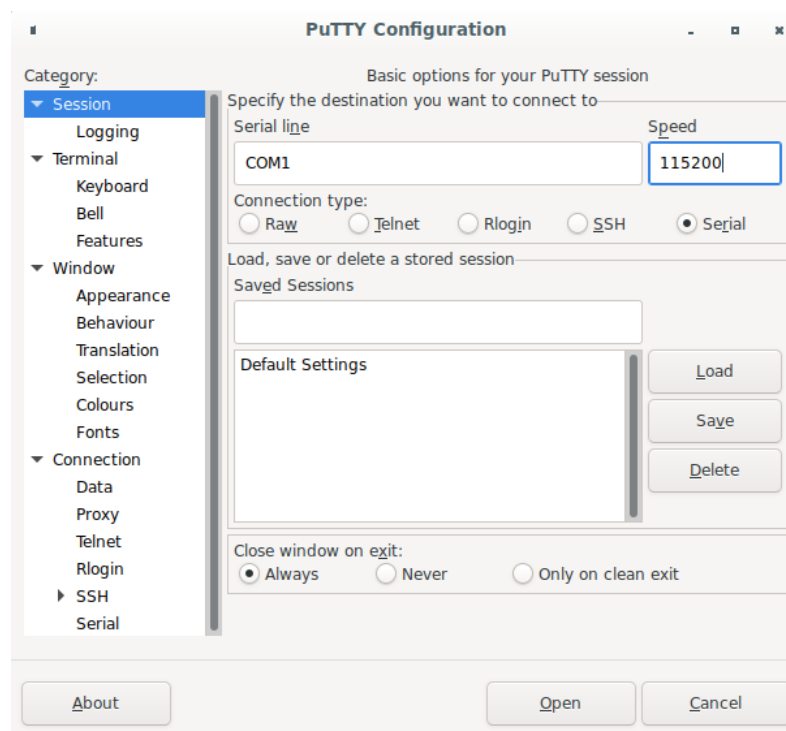 PuTTY Configuration
Category:
Session
Logging
Terminal
Keyboard
Bell
Features
Window
Appearance
Behaviour
Translation
Selection
Colours
Fonts
Connection
Data
Proxy
Telnet
Rlogin
SSH
Serial
Basic options for your PuTTY session
Specify the destination you want to connect to
Serial line Speed
COM1 115200
Connection type:
Raw Telnet Rlogin SSH Serial
Load, save or delete a stored session
Saved Sessions
Default Settings
Load
Save
Delete
Close window on exit:
Always Never Only on clean exit
About Open Cancel